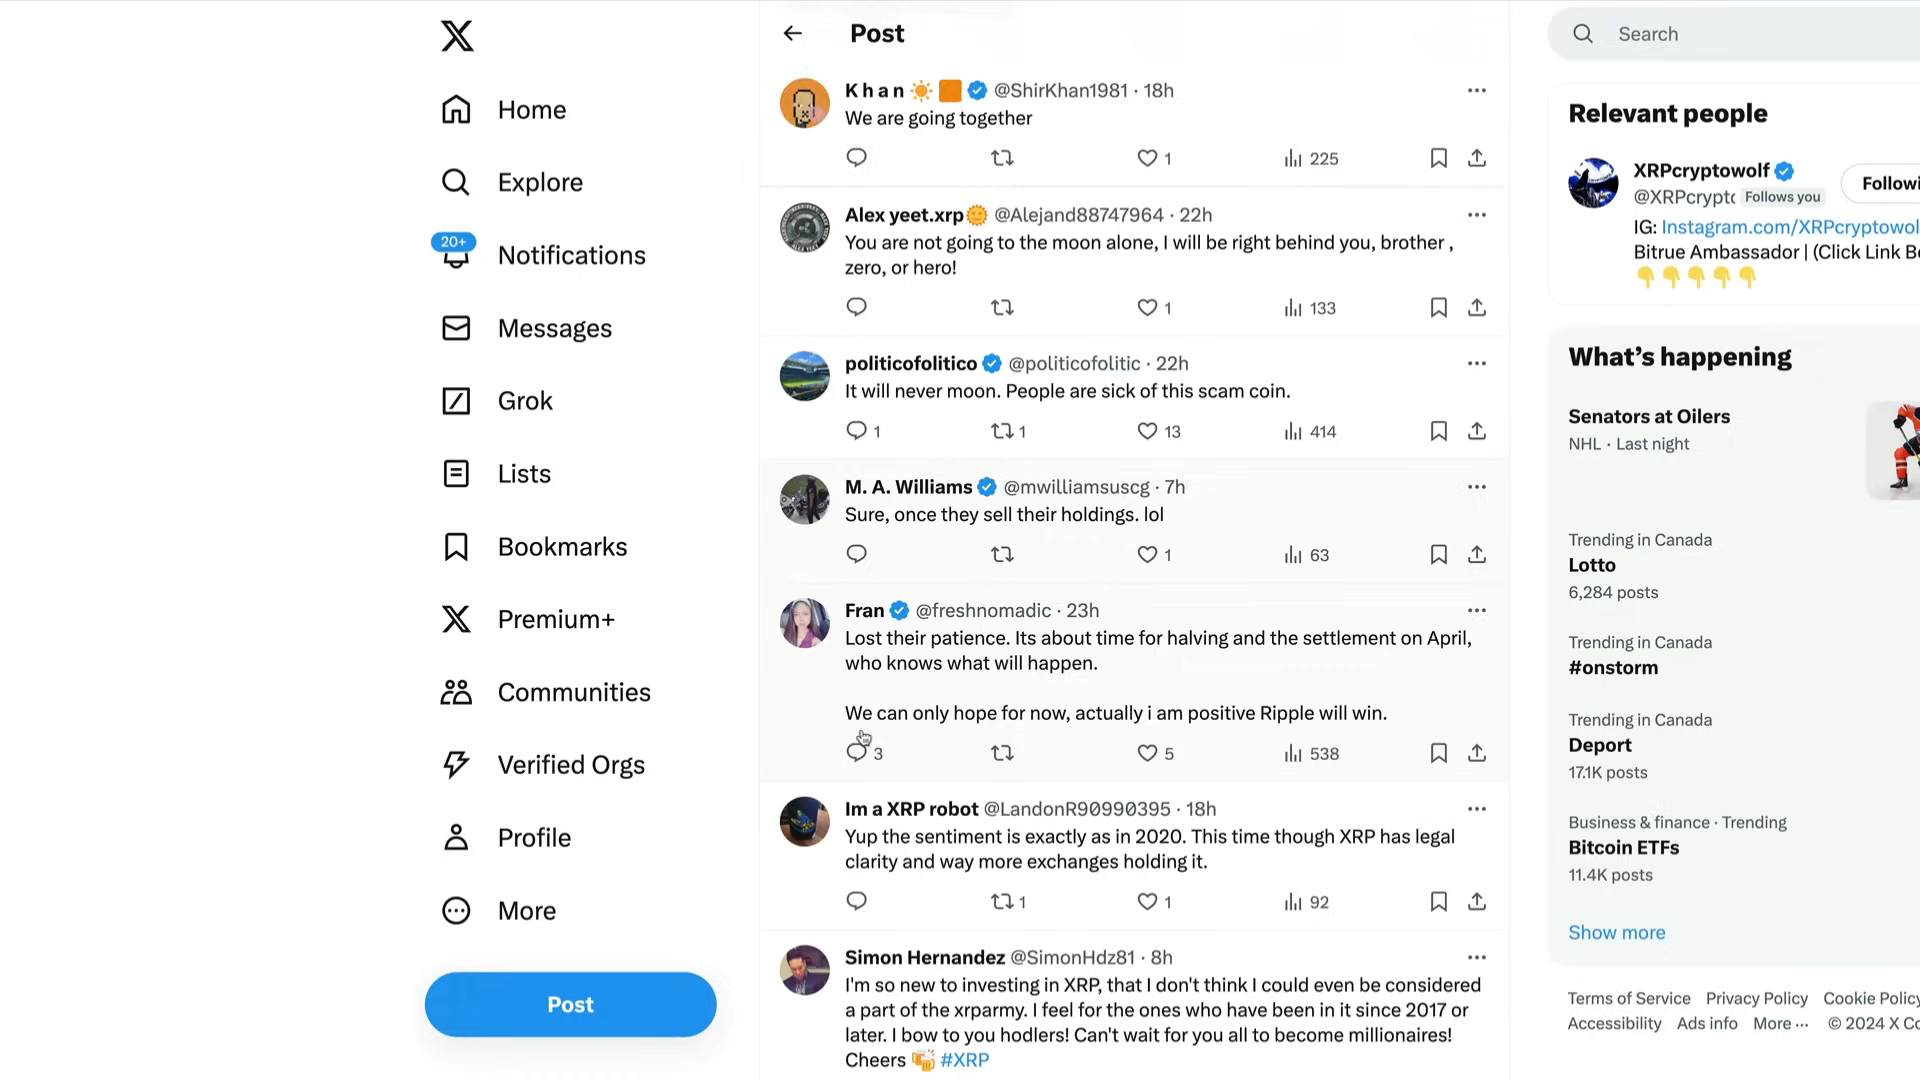 Home
Explore
20+
Notifications
Messages
Grok
Lists
Bookmarks
Premium+
Communities
Verified Orgs
Profile
More
Post
Post
K h a n @ShirKhan1981 · 18h
We are going together
1 225
Alex yeet.xrp @Alejand88747964 · 22h
You are not going to the moon alone, I will be right behind you, brother ,
zero, or hero!
1 133
politicofolitico @politicofolitic · 22h
It will never moon. People are sick of this scam coin.
1 1 13 414
M. A. Williams @mwilliamsuscg · 7h
Sure, once they sell their holdings. lol
1 63
Fran @freshnomadic · 23h
Lost their patience. Its about time for halving and the settlement on April,
who knows what will happen.
We can only hope for now, actually i am positive Ripple will win.
3 5 538
Im a XRP robot @LandonR90990395 · 18h
Yup the sentiment is exactly as in 2020. This time though XRP has legal
clarity and way more exchanges holding it.
1 1 92
Simon Hernandez @SimonHdz81 · 8h
I'm so new to investing in XRP, that I don't think I could even be considered
a part of the xrparmy. I feel for the ones who have been in it since 2017 or
later. I bow to you hodlers! Can't wait for you all to become millionaires!
Cheers #XRP
Search
Relevant people
XRPcryptowolf
@XRPcrypto Follows you
Followi
IG: Instagram.com/XRPcryptowol
Bitrue Ambassador | (Click Link Be
What's happening
Senators at Oilers
NHL · Last night
Trending in Canada
Lotto
6,284 posts
Trending in Canada
#onstorm
Trending in Canada
Deport
17.1K posts
Business & finance · Trending
Bitcoin ETFs
11.4K posts
Show more
Terms of Service Privacy Policy Cookie Policy
Accessibility Ads info More ··· © 2024 X Co